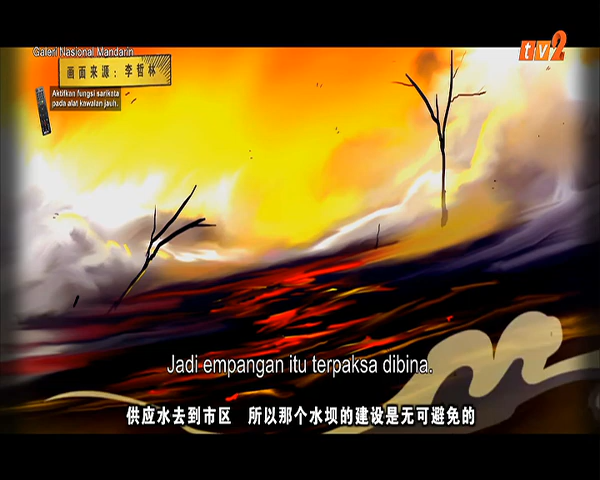 Galeri Nasional Mandarin
tv2
画面来源：李哲林
Aktifkan fungsi sarikata
pada alat kawalan jauh.
Jadi empangan itu terpaksa dibina.
供应水去到市区 所以那个水坝的建设是无可避免的